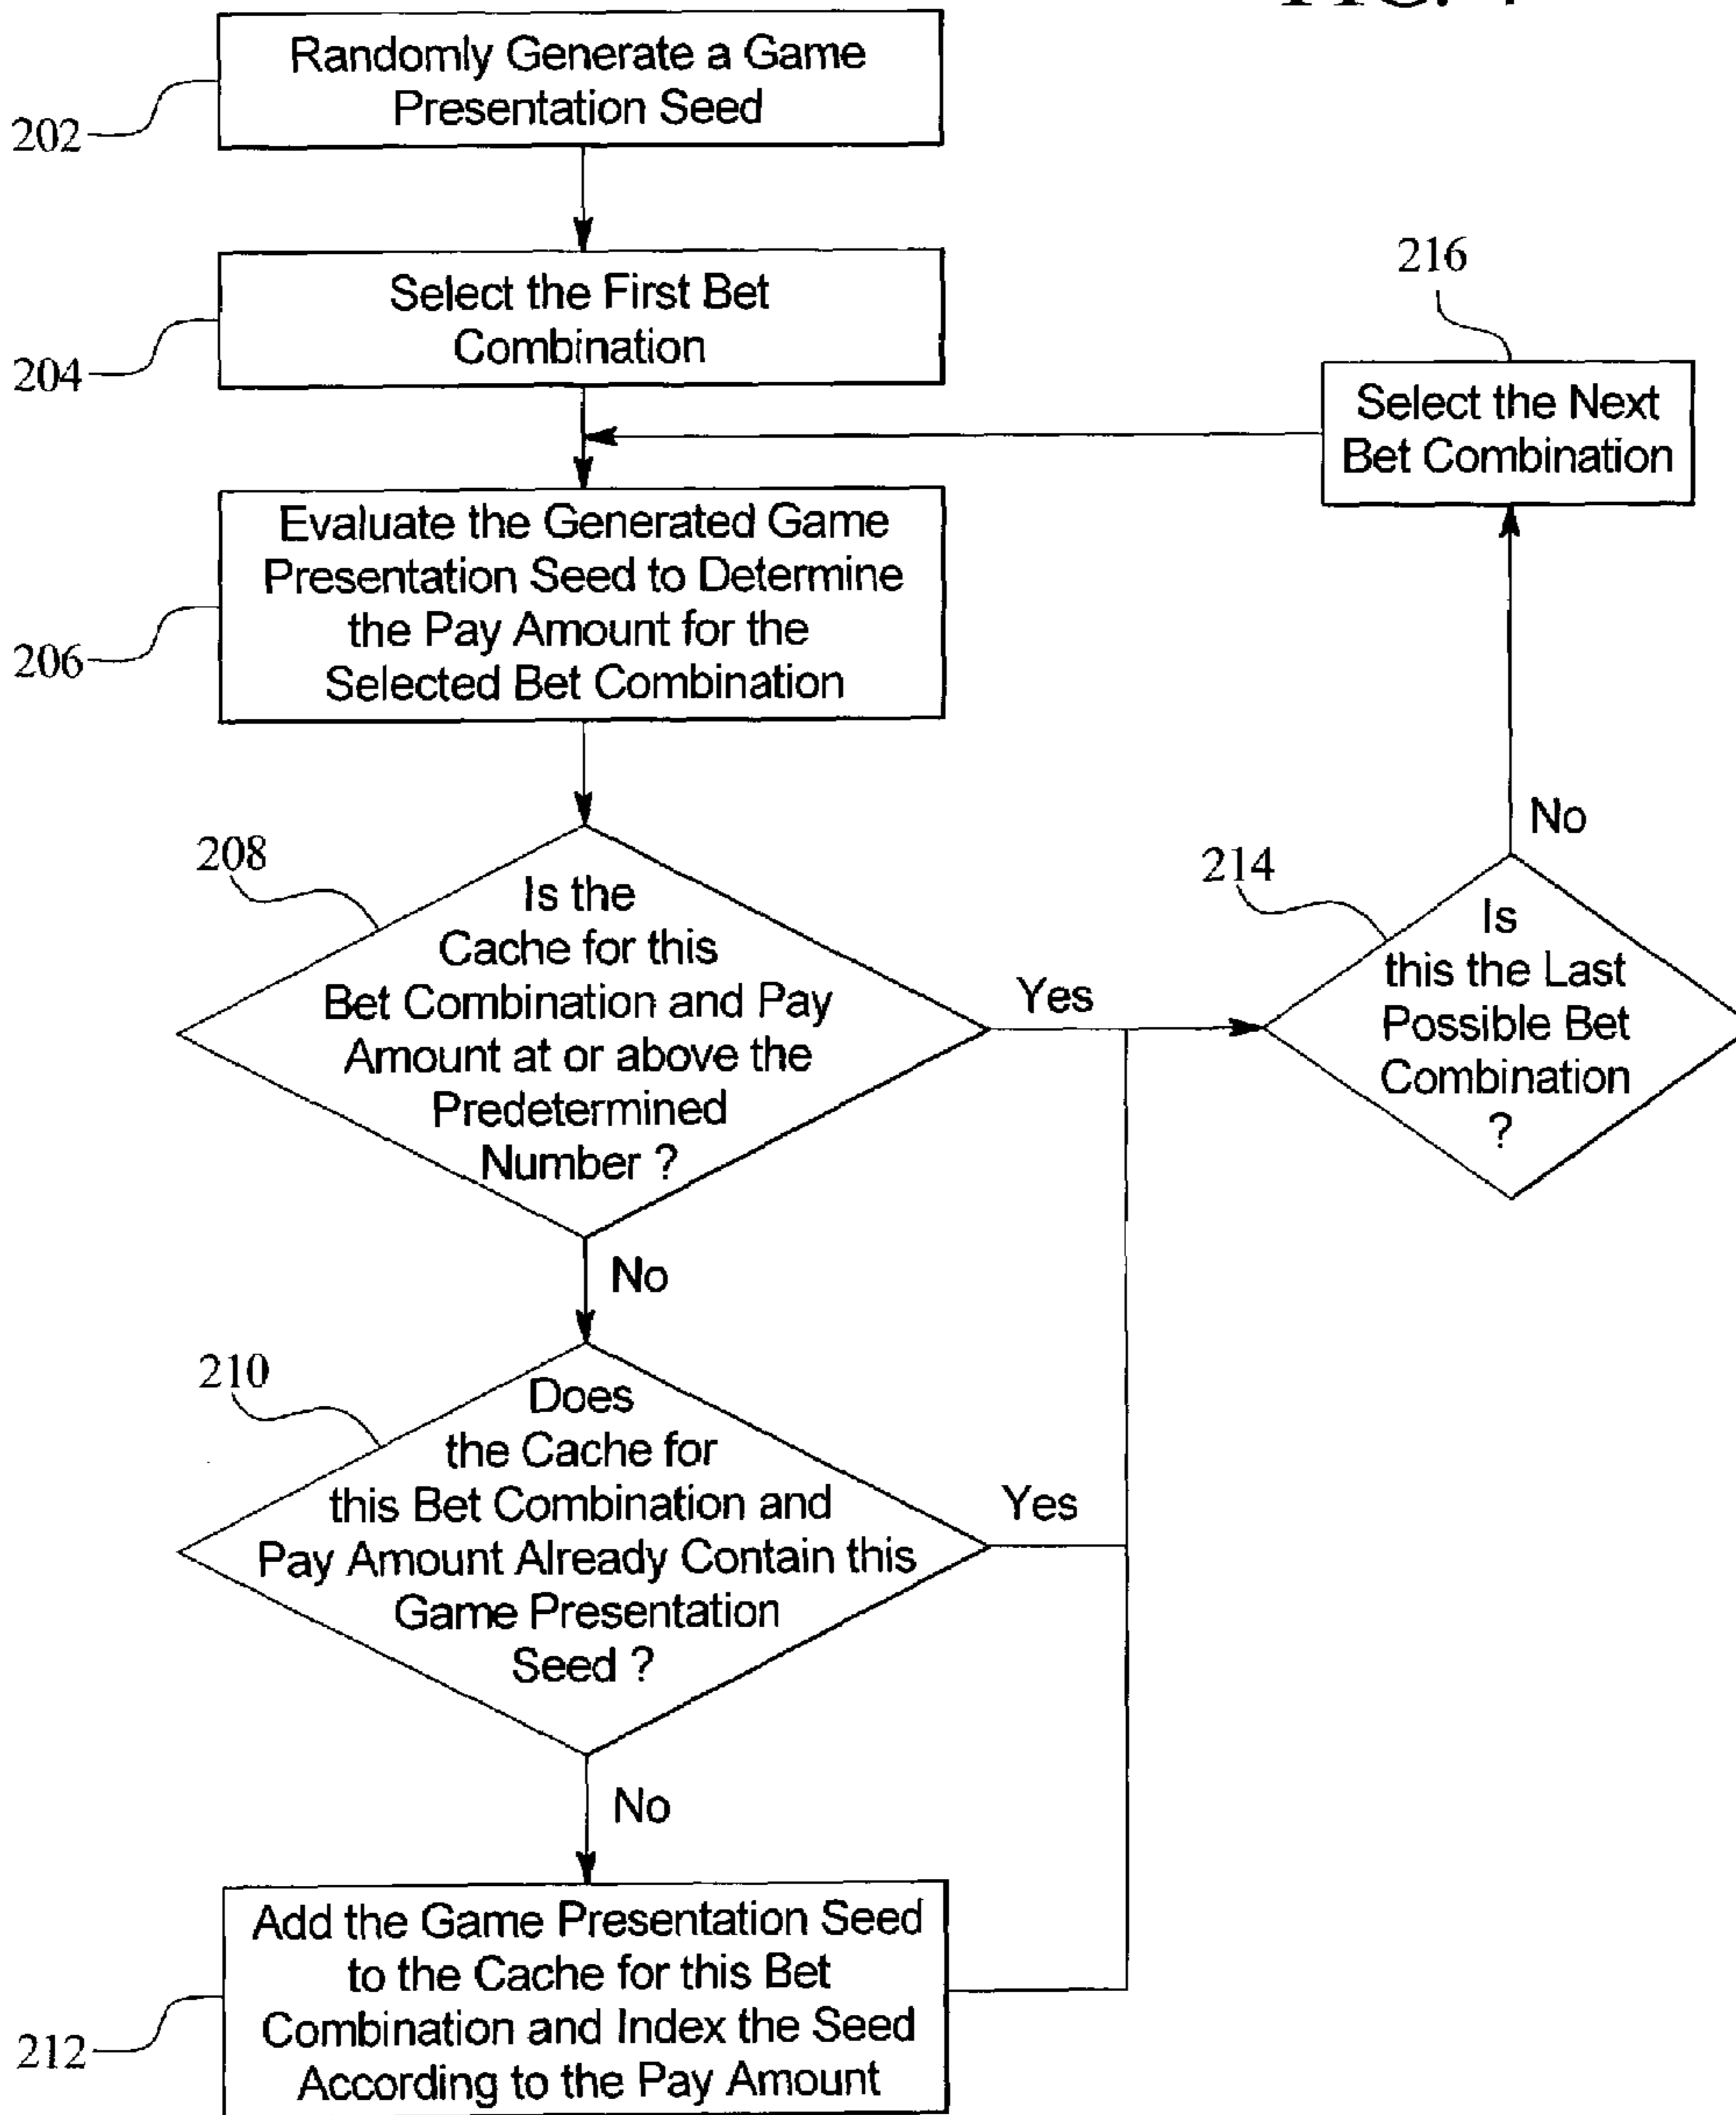 FIG.
Randomly Generate a Game
Presentation Seed
202
Select the First Bet
Combination
204
216
Select the Next
Bet Combination
Evaluate the Generated Game
Presentation Seed to Determine
the Pay Amount for the
Selected Bet Combination
206
208
Is the
Cache for this
Bet Combination and Pay
Amount at or above the
Predetermined
Number ?
Yes
No
214
Is
this the Last
Possible Bet
Combination
?
No
210
Does
the Cache for
this Bet Combination and
Pay Amount Already Contain this
Game Presentation
Seed ?
Yes
No
Add the Game Presentation Seed
to the Cache for this Bet
Combination and Index the Seed
According to the Pay Amount
212